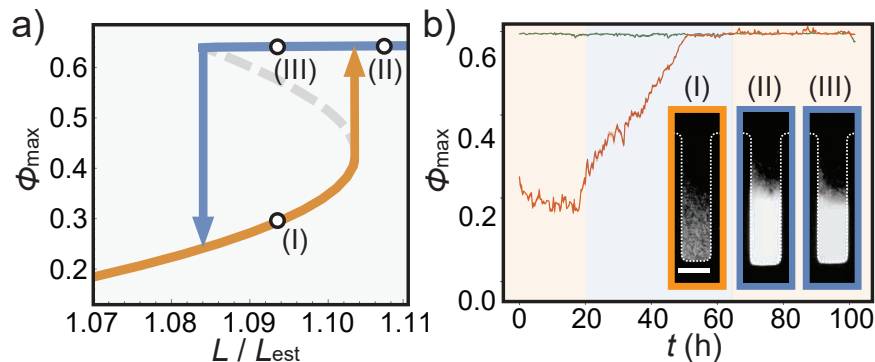 a)
0.6
0.5
0.4
0.3
0.2
Φmax
(III)
(II)
(I)
1.07 1.08 1.09 1.10 1.11
L / Lest
b)
0.6
0.4
0.2
0.0
Φmax
(I) (II) (III)
0 20 40 60 80 100
t (h)